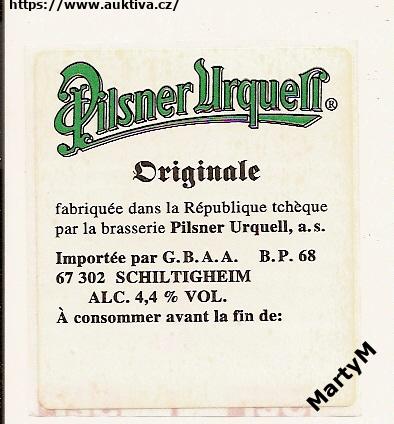 https://www.auktiva.cz/
Pilsner Urquell®
Originale
fabriquée dans la République tchèque
par la brasserie Pilsner Urquell, a.s.
Importée par G.B.A.A. B.P. 68
67 302 SCHILTIGHEIM
ALC. 4,4 % VOL.
À consommer avant la fin de:
MartyM